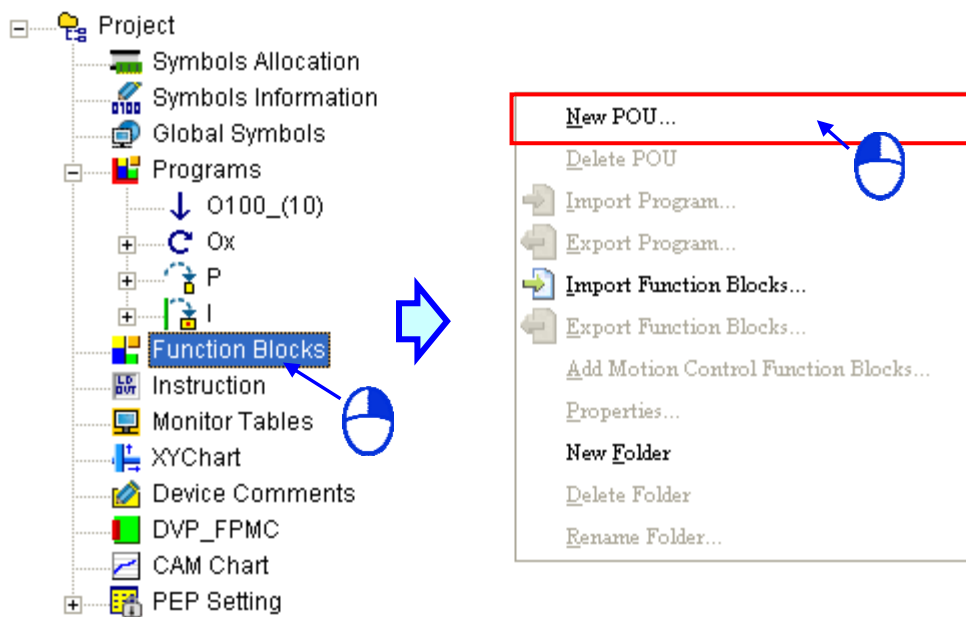 Project
Symbols Allocation
Symbols Information
Global Symbols
Programs
O100_(10)
Ox
P
I
Function Blocks
Instruction
Monitor Tables
XYChart
Device Comments
DVP_FPMC
CAM Chart
PEP Setting
New POU...
Delete POU
Import Program...
Export Program...
Import Function Blocks...
Export Function Blocks...
Add Motion Control Function Blocks...
Properties...
New Folder
Delete Folder
Rename Folder...